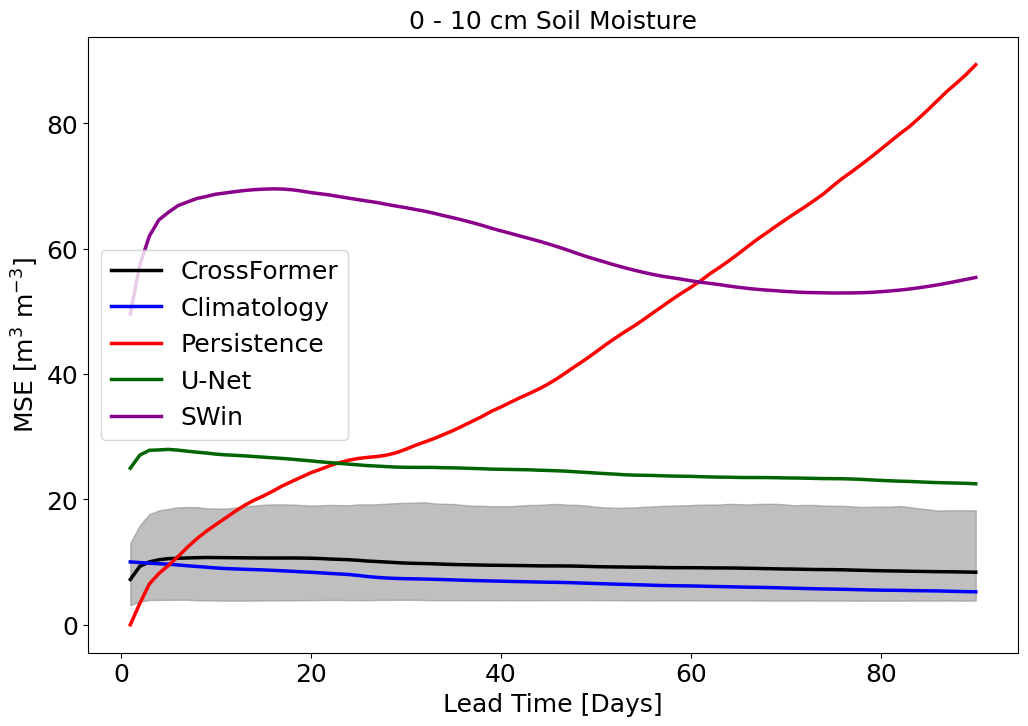 0 - 10 cm Soil Moisture
MSE [m³ m⁻³]
80
60
40
20
0
CrossFormer
Climatology
Persistence
U-Net
SWin
0 20 40 60 80
Lead Time [Days]